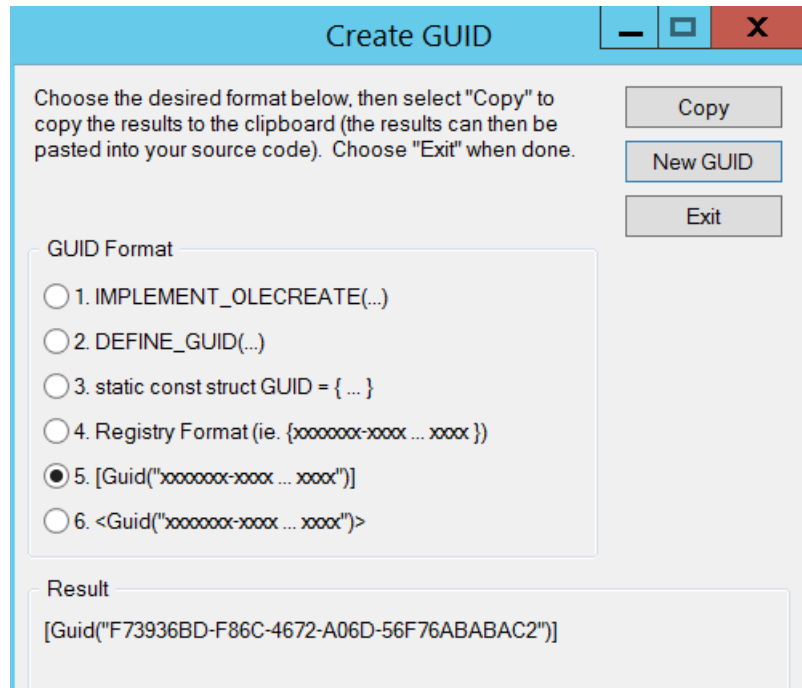 Create GUID
Choose the desired format below, then select "Copy" to
copy the results to the clipboard (the results can then be
pasted into your source code).  Choose "Exit" when done.
Copy
New GUID
Exit
GUID Format
1. IMPLEMENT_OLECREATE(...)
2. DEFINE_GUID(...)
3. static const struct GUID = { ... }
4. Registry Format (ie. {xxxxxxx-xxxx ... xxxx })
5. [Guid("xxxxxxx-xxxx ... xxxx")]
6. <Guid("xxxxxxx-xxxx ... xxxx")>
Result
[Guid("F73936BD-F86C-4672-A06D-56F76ABABAC2")]